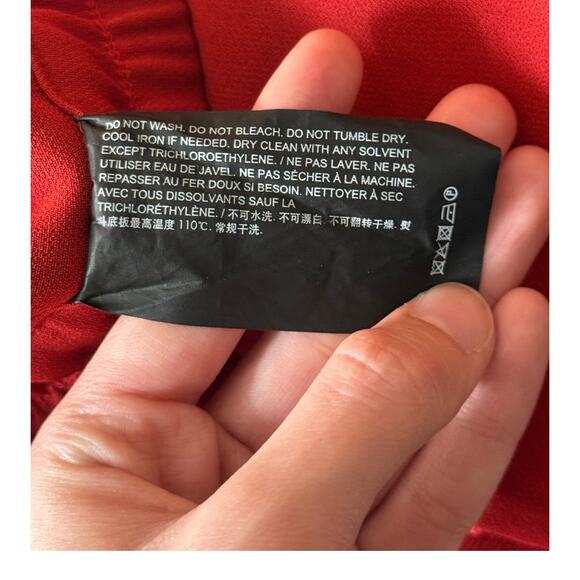 DO NOT WASH. DO NOT BLEACH. DO NOT TUMBLE DRY.
COOL IRON IF NEEDED. DRY CLEAN WITH ANY SOLVENT
EXCEPT TRICHLOROETHYLENE. / NE PAS LAVER. NE PAS
UTILISER EAU DE JAVEL. NE PAS SÉCHER À LA MACHINE.
REPASSER AU FER DOUX SI BESOIN. NETTOYER À SEC
AVEC TOUS DISSOLVANTS SAUF LA
TRICHLORÉTHYLÈNE. / 不可水洗. 不可漂白. 不可翻转干燥. 熨
斗底板最高温度 110℃. 常规干洗.